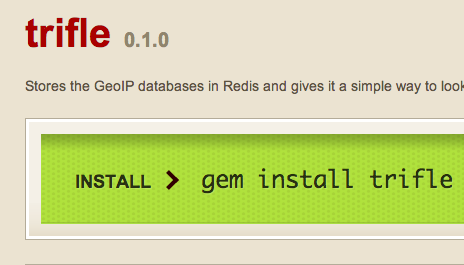 trifle 0.1.0
Stores the GeoIP databases in Redis and gives it a simple way to look
INSTALL > gem install trifle